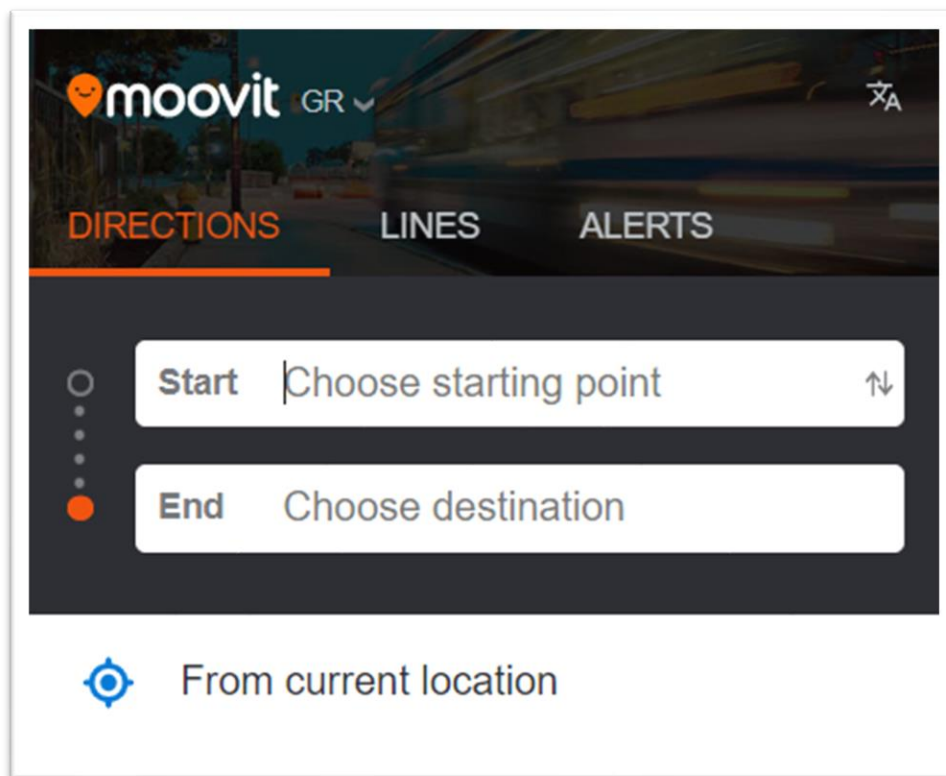 moovit GR
DIRECTIONS LINES ALERTS
Start Choose starting point
End Choose destination
From current location